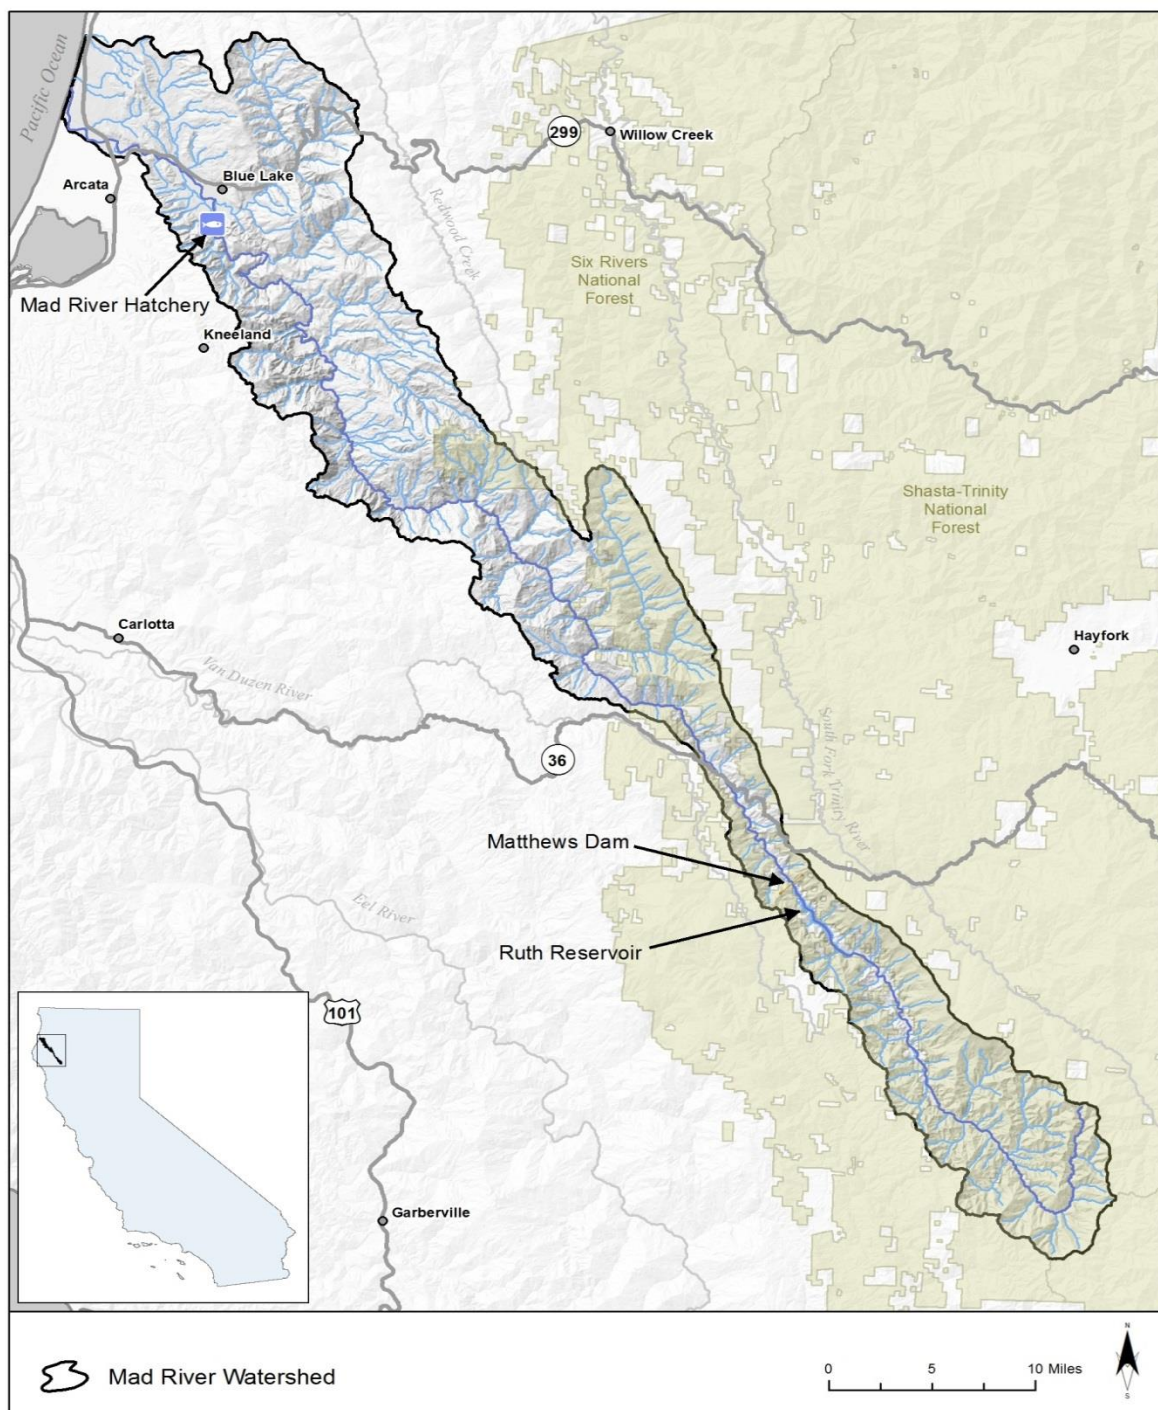 Pacific Ocean
299
Willow Creek
Blue Lake
Arcata
Redwood Creek
Six Rivers
National
Forest
Mad River Hatchery
Kneeland
Shasta-Trinity
National
Forest
Carlotta
Hayfork
Van Duzen River
South Fork Trinity River
36
Matthews Dam
Eel River
Ruth Reservoir
101
Garberville
Mad River Watershed
0 5 10 Miles
N
S